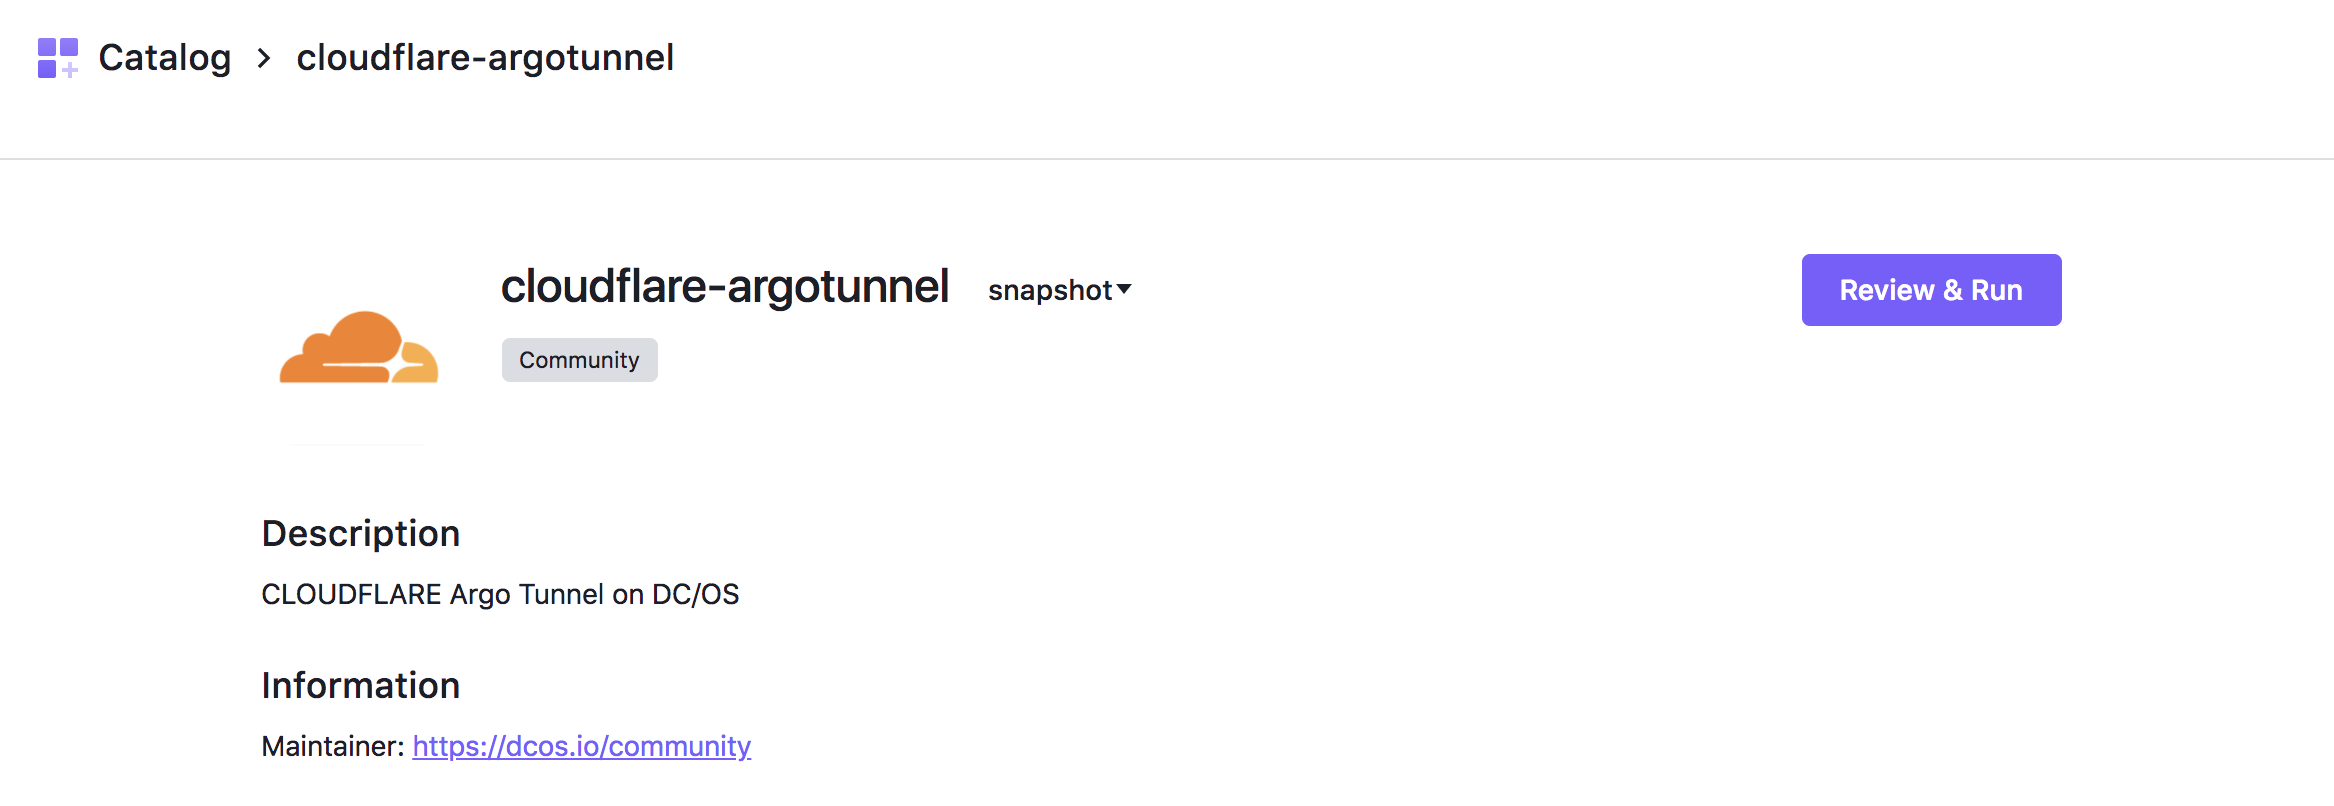 Catalog > cloudflare-argotunnel
cloudflare-argotunnel snapshot
Review & Run
Community
Description
CLOUDFLARE Argo Tunnel on DC/OS
Information
Maintainer: https://dcos.io/community